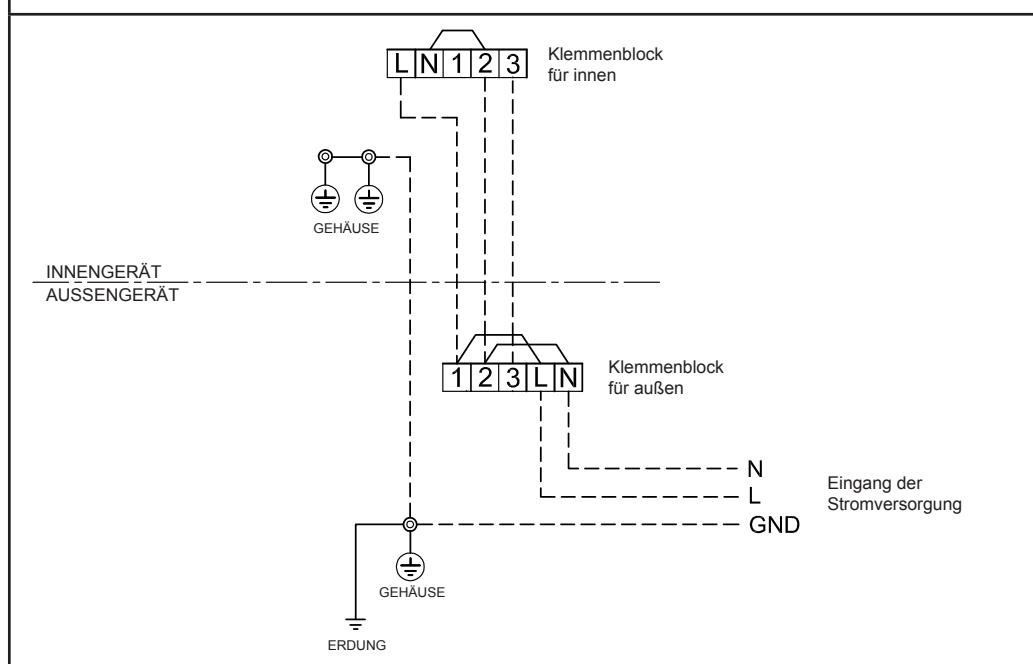 L N 1 2 3
Klemmenblock
für innen
GEHÄUSE
INNENGERÄT
AUSSENGERÄT
1 2 3 L N
Klemmenblock
für außen
N
L
GND
Eingang der
Stromversorgung
GEHÄUSE
ERDUNG